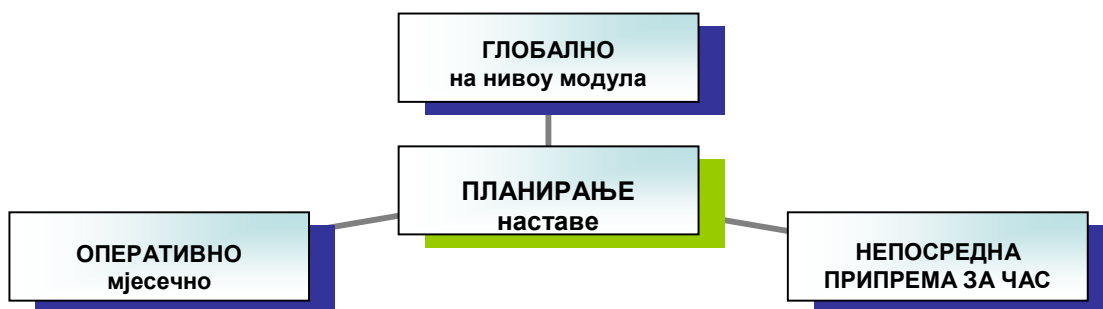 ГЛОБАЛНО
на нивоу модула
ПЛАНИРАЊЕ
наставе
ОПЕРАТИВНО
мјесечно
НЕПОСРЕДНА
ПРИПРЕМА ЗА ЧАС